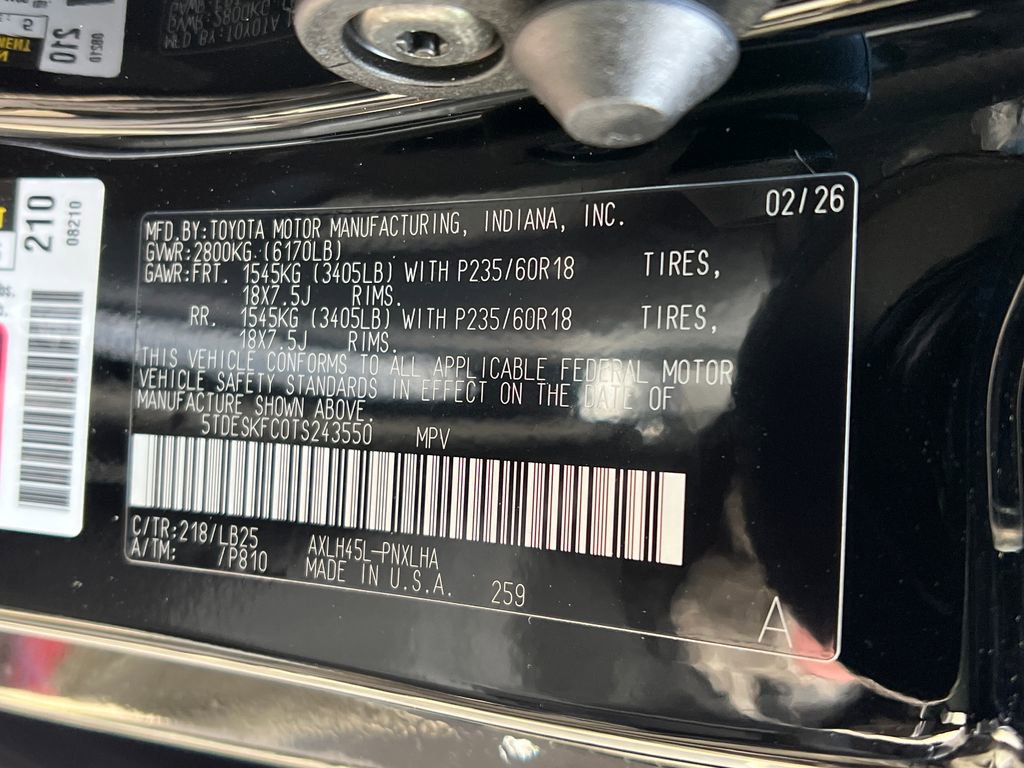 02/26
MFD.BY:TOYOTA MOTOR MANUFACTURING, INDIANA, INC.
GVWR:2800KG.(6170LB)
GAWR:FRT. 1545KG (3405LB) WITH P235/60R18 TIRES,
18X7.5J RIMS.
RR. 1545KG (3405LB) WITH P235/60R18 TIRES,
18X7.5J RIMS.
THIS VEHICLE CONFORMS TO ALL APPLICABLE FEDERAL MOTOR
VEHICLE SAFETY STANDARDS IN EFFECT ON THE DATE OF
MANUFACTURE SHOWN ABOVE.
5TDESKFC0TS243550 MPV
C/TR:218/LB25
A/TM: /P810
AXLH45L-PNXLHA
MADE IN U.S.A. 259
A
210
08210